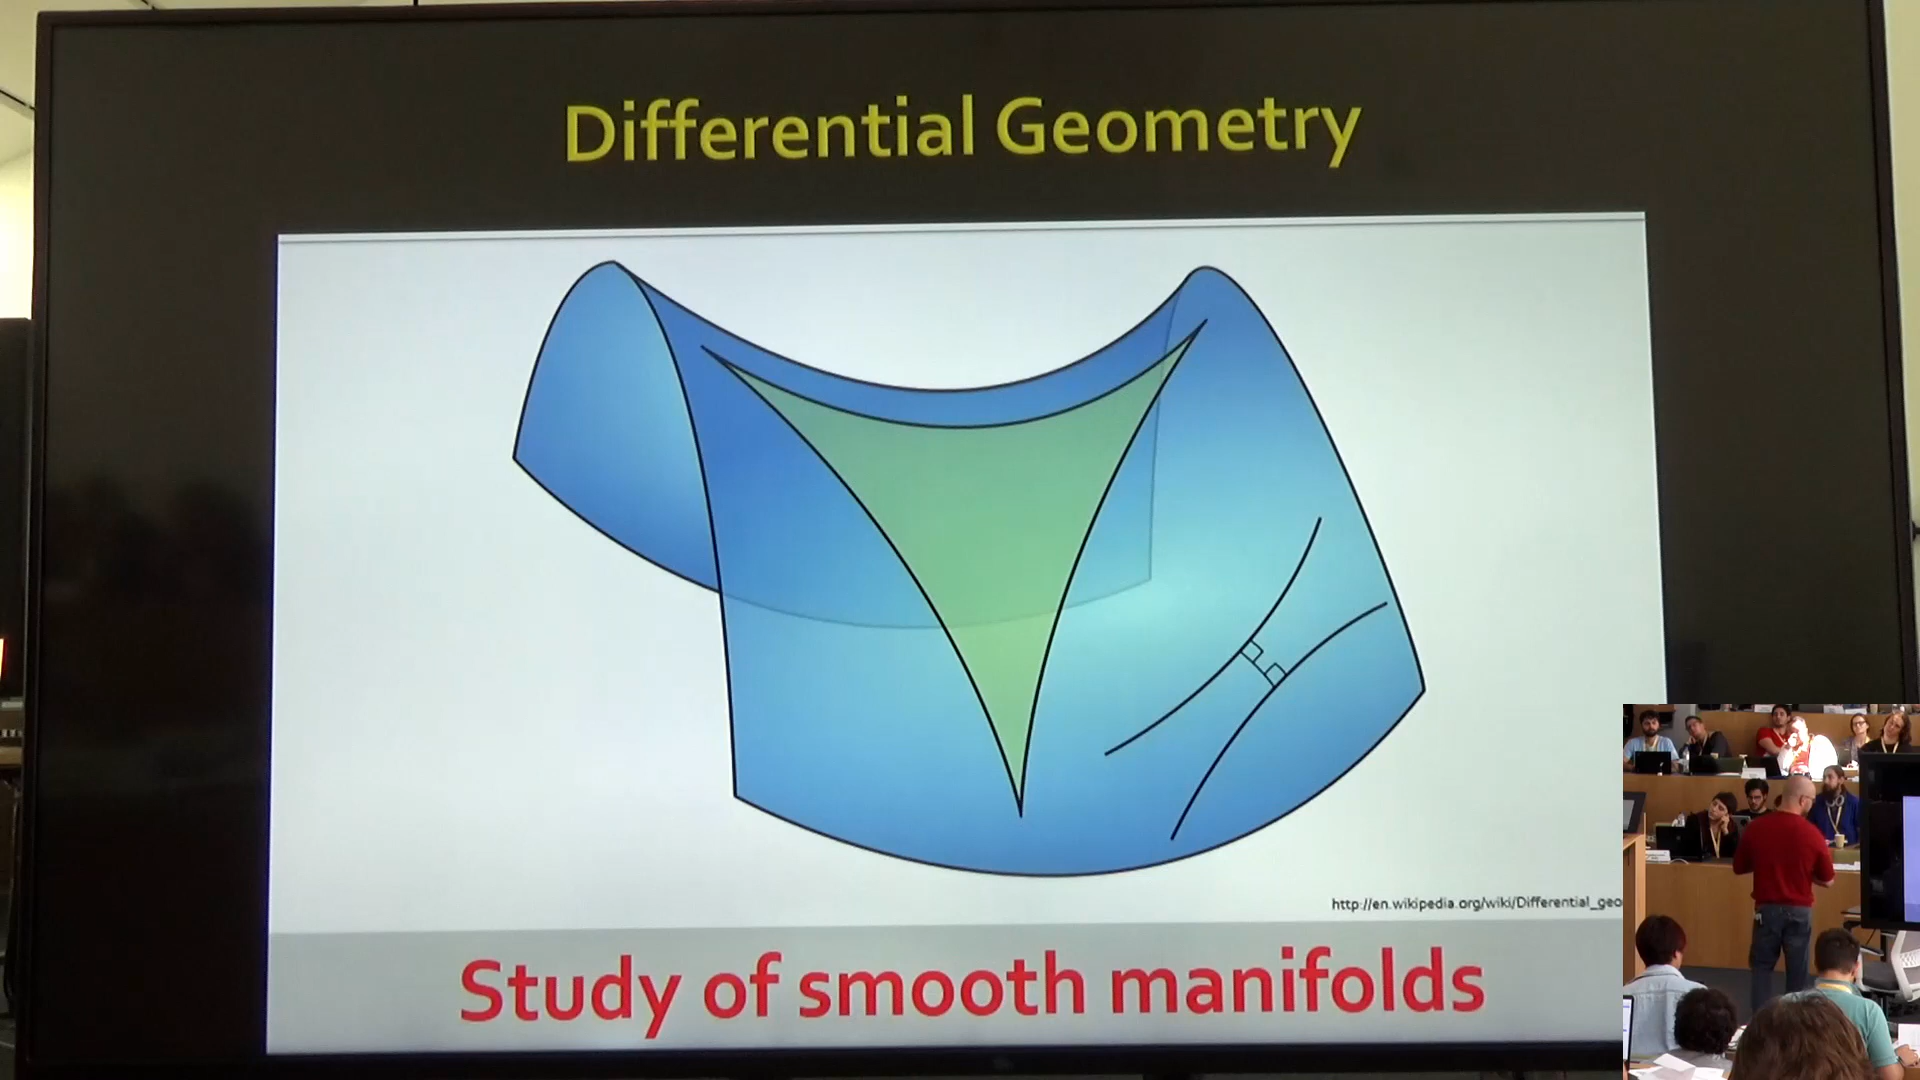 Differential Geometry
http://en.wikipedia.org/wiki/Differential_geo
Study of smooth manifolds